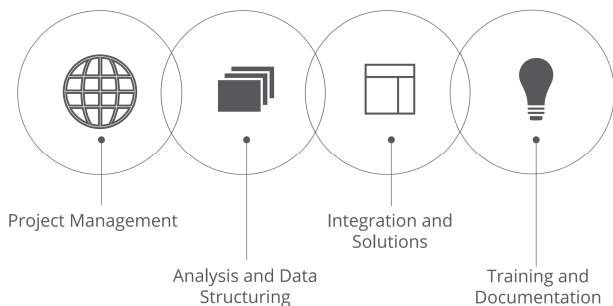 Project Management
Analysis and Data
Structuring
Integration and
Solutions
Training and
Documentation